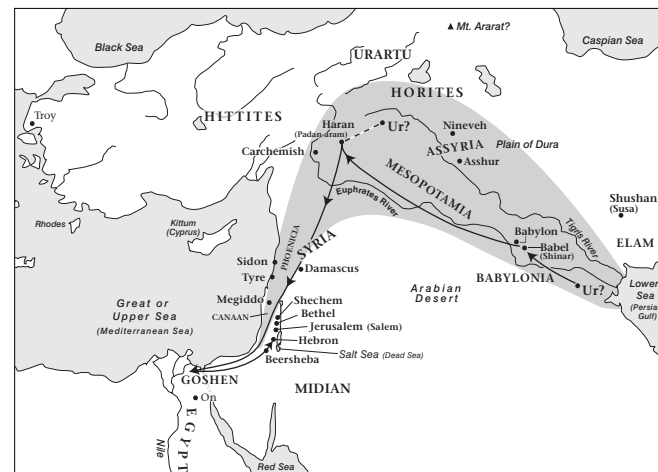 Mt. Ararat?
Black Sea
Caspian Sea
URARTU
HORITES
Troy
HITTITES
Haran
(Padan-aram)
Ur?
Nineveh
Carchemish
ASSYRIA
Plain of Dura
Asshur
MESOPOTAMIA
Euphrates River
Shushan
(Susa)
Rhodes
Kittum
(Cyprus)
PHOENICIA
SYRIA
Tigris River
Babylon
Babel
(Shinar)
ELAM
Sidon
Damascus
Tyre
BABYLONIA
Ur?
Lower
Sea
(Persian
Gulf)
Arabian
Desert
Great or
Upper Sea
(Mediterranean Sea)
Megiddo
CANAAN
Shechem
Bethel
Jerusalem (Salem)
Hebron
Salt Sea (Dead Sea)
Beersheba
GOSHEN
MIDIAN
On
EGYPT
Nile
Red Sea